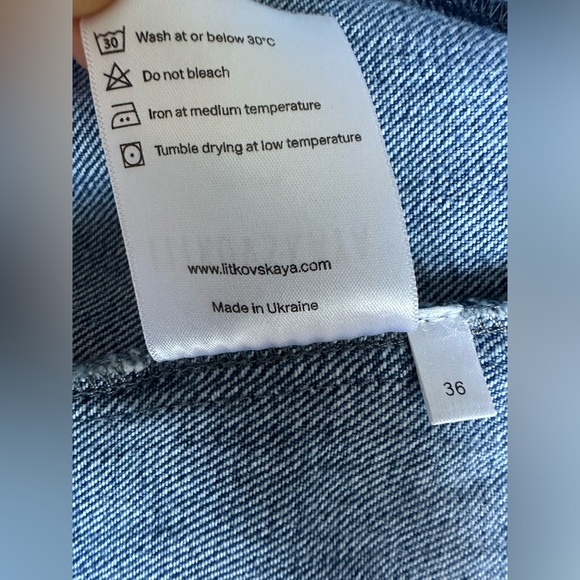 30
Wash at or below 30°C
Do not bleach
Iron at medium temperature
Tumble drying at low temperature
www.litkovskaya.com
Made in Ukraine
36